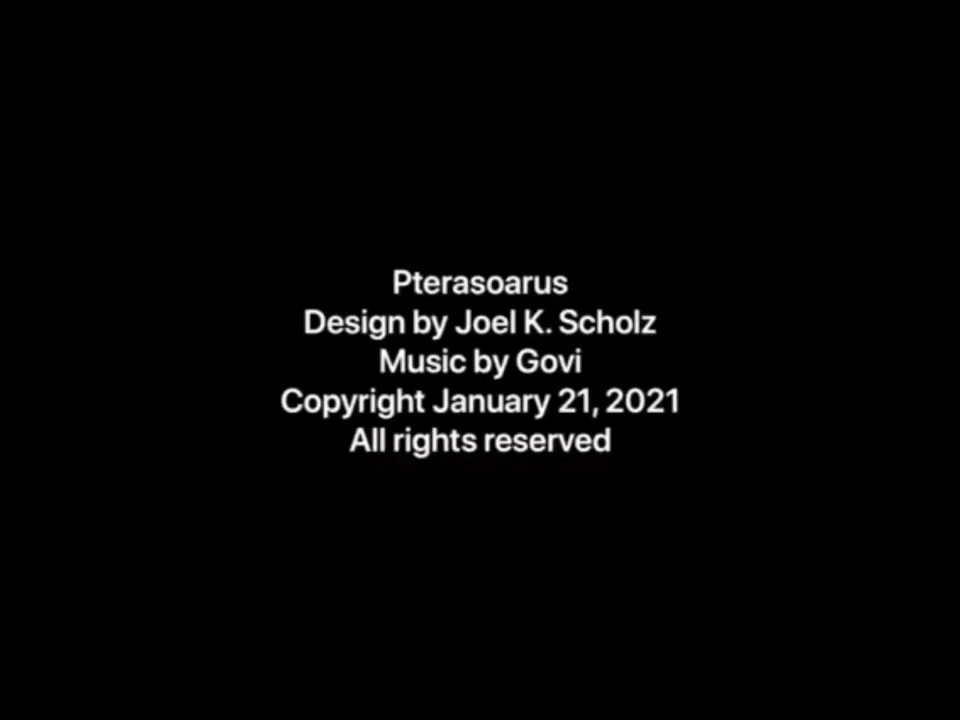 Pterasoarus
Design by Joel K. Scholz
Music by Govi
Copyright January 21, 2021
All rights reserved